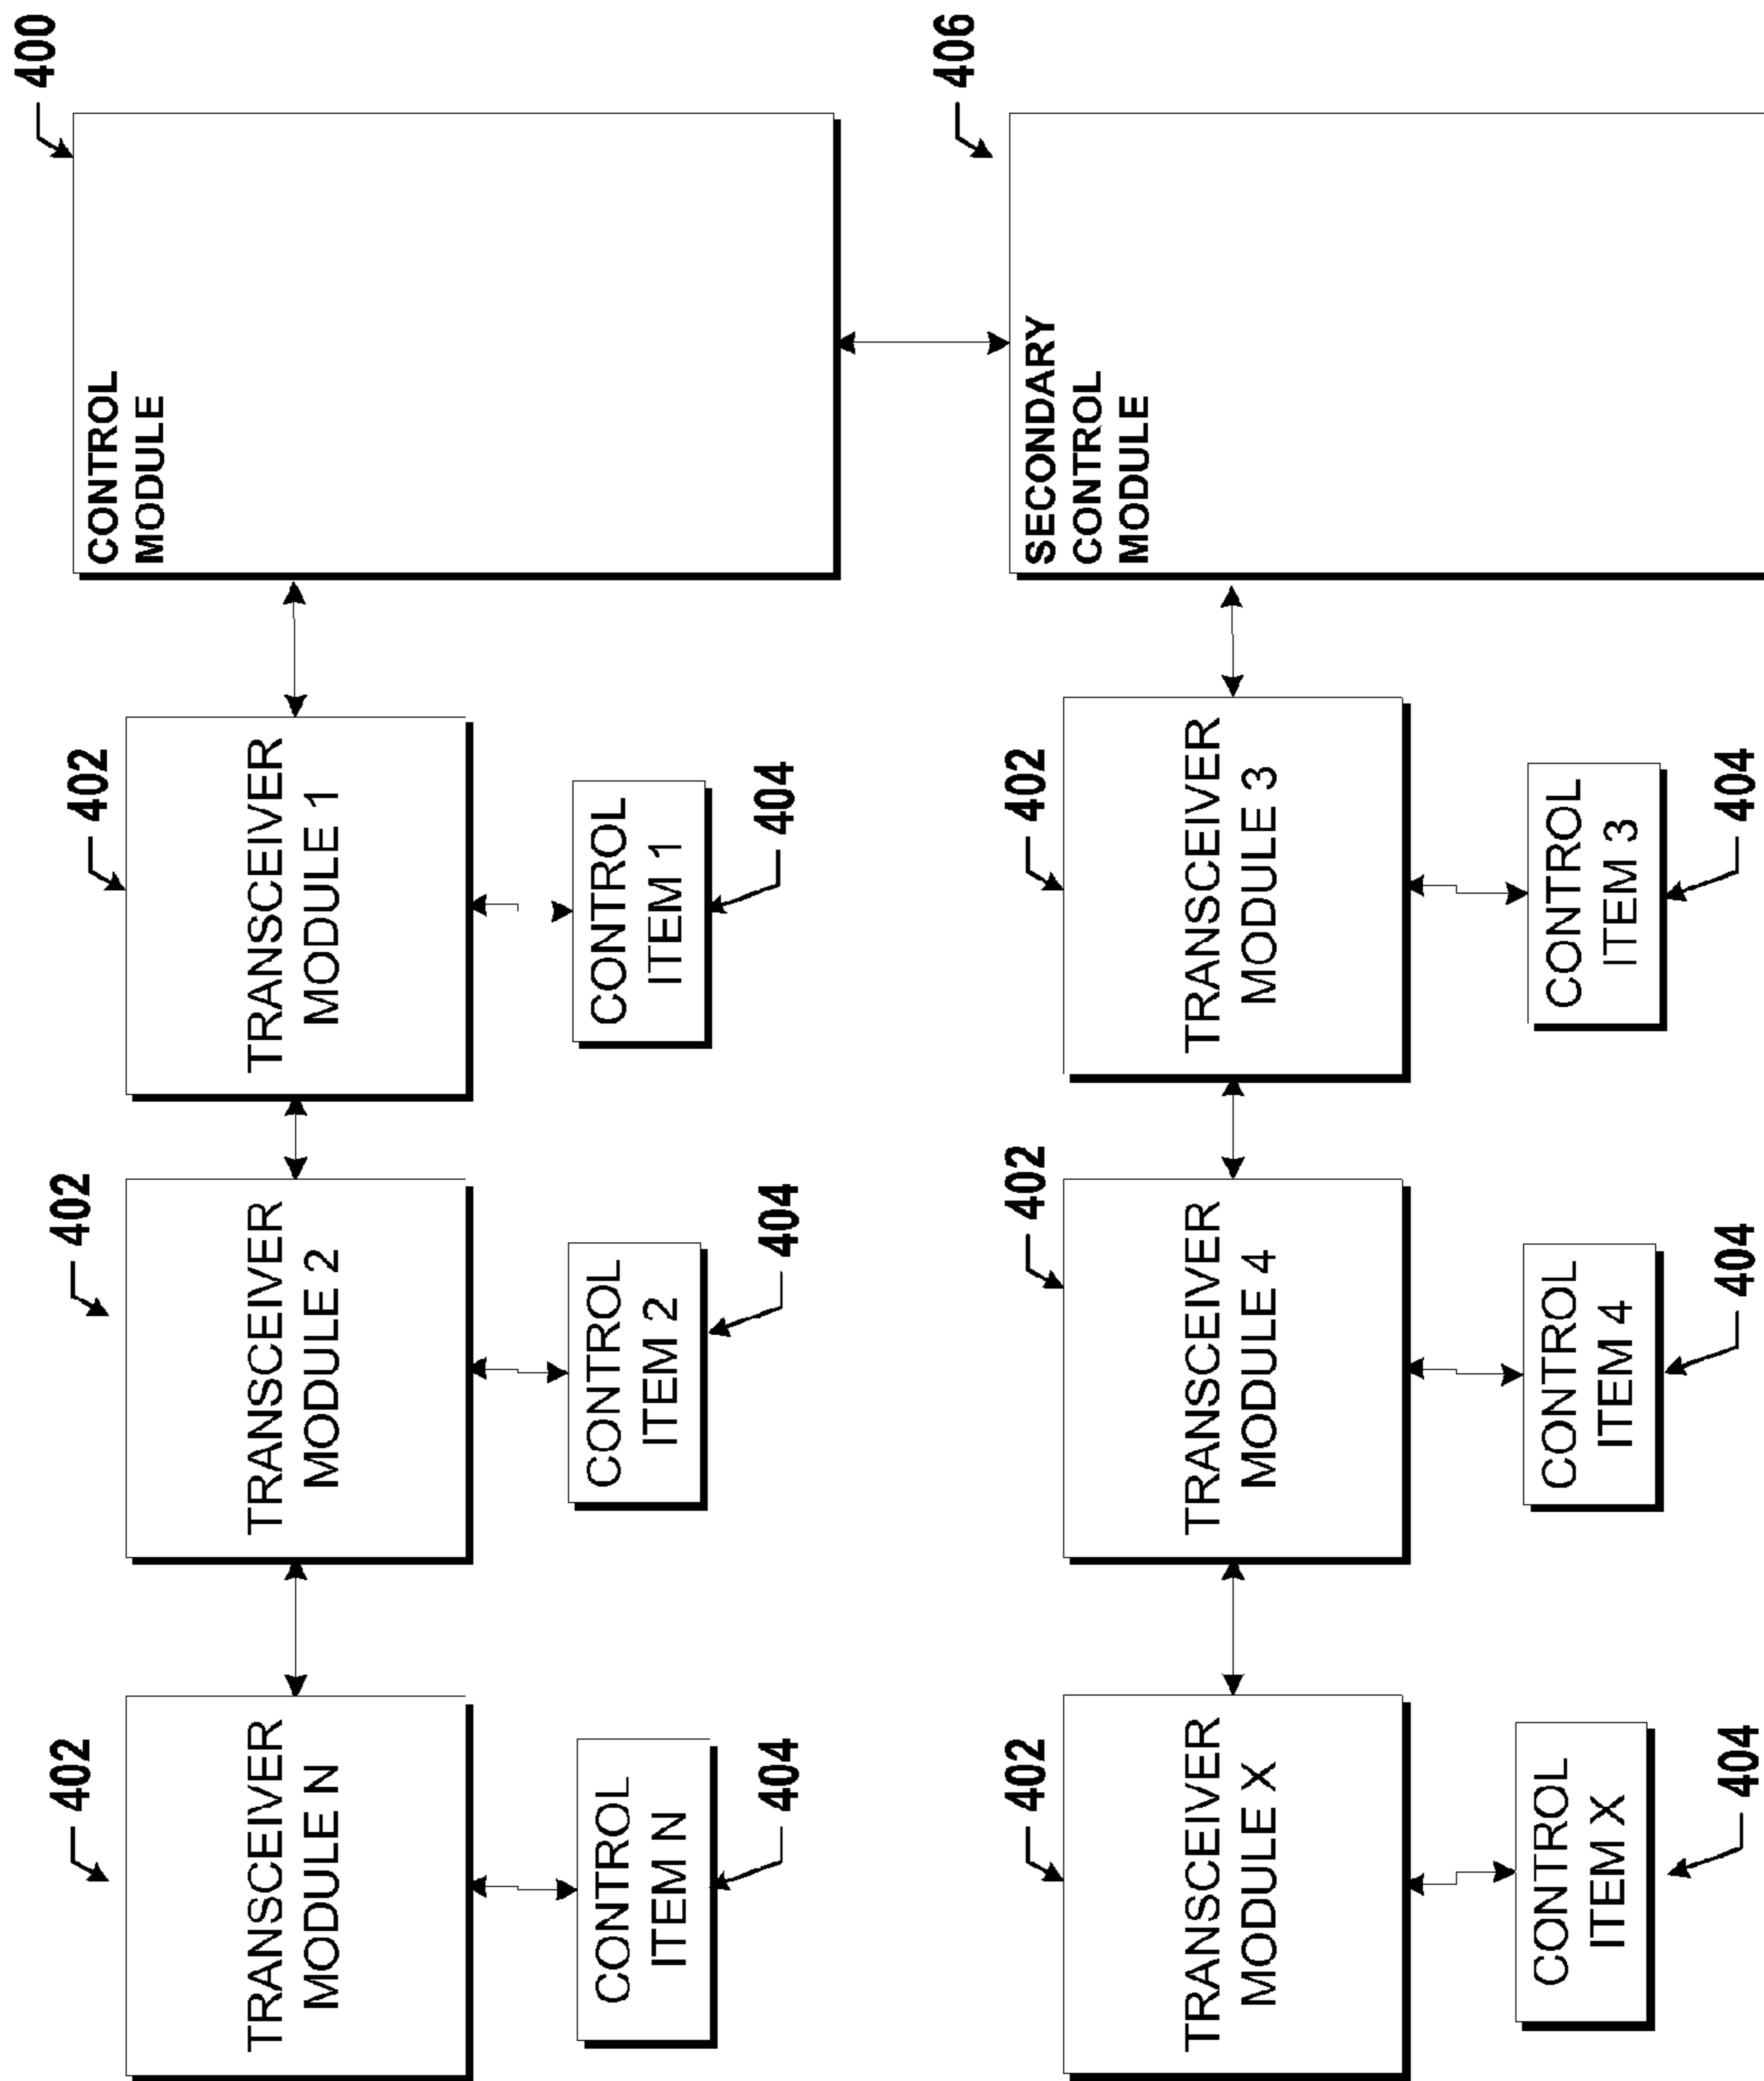 402
TRANSCEIVER
MODULE N
CONTROL
ITEM N
404
402
TRANSCEIVER
MODULE 2
CONTROL
ITEM 2
404
402
TRANSCEIVER
MODULE 1
CONTROL
ITEM 1
404
400
CONTROL
MODULE
402
TRANSCEIVER
MODULE X
CONTROL
ITEM X
404
402
TRANSCEIVER
MODULE 4
CONTROL
ITEM 4
404
402
TRANSCEIVER
MODULE 3
CONTROL
ITEM 3
404
406
SECONDARY
CONTROL
MODULE